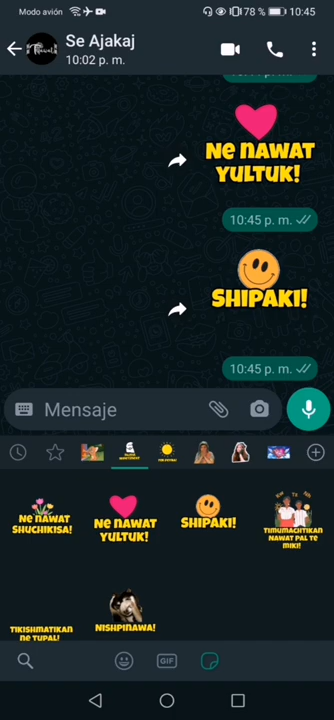 Modo avión
78 %
10:45
Se Ajakaj
10:02 p. m.
NE NAWAT
YULTUK!
10:45 p. m.
SHIPAKI!
10:45 p. m.
Mensaje
NE NAWAT
SHUCHIKISA!
NE NAWAT
YULTUK!
SHIPAKI!
TIMUMACHTIKAN
NAWAT PAL TE
MIKI!
TIKISHMATIKAN
NE TUPAL!
NISHPINAWA!
GIF